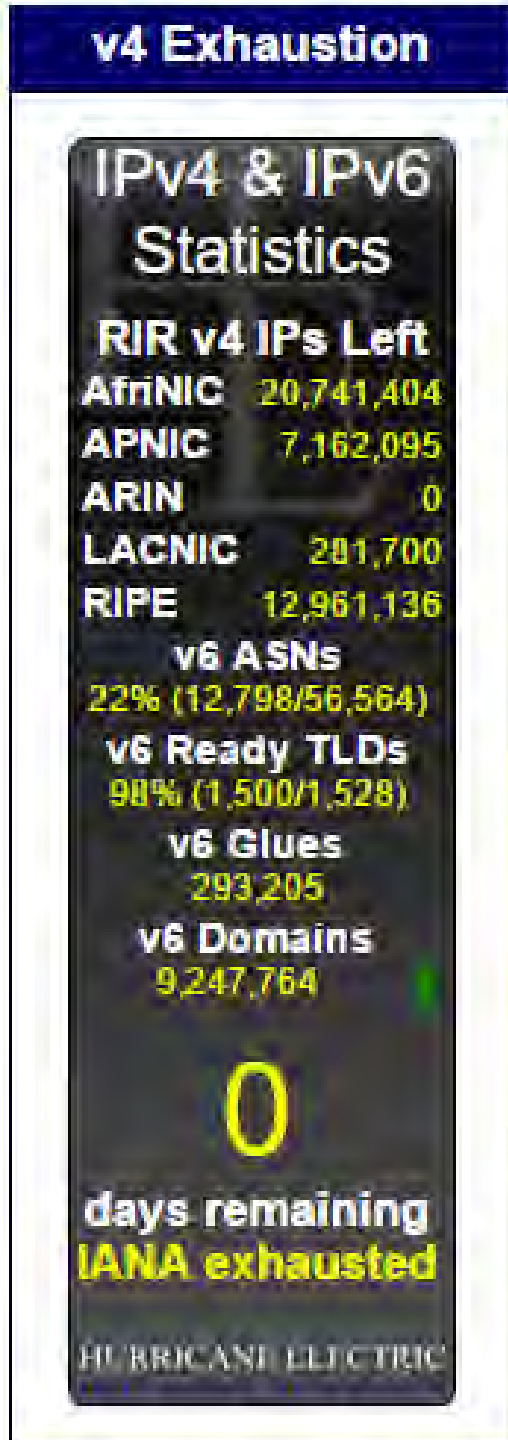 v4 Exhaustion
IPv4 & IPv6
Statistics
RIR v4 IPs Left
AfriNIC 20,741,404
APNIC 7,162,095
ARIN 0
LACNIC 281,700
RIPE 12,961,136
v6 ASNs
22% (12,798/56,564)
v6 Ready TLDs
98% (1,500/1,528)
v6 Glues
293,205
v6 Domains
9,247,764
0
days remaining
IANA exhausted
HURRICANE ELECTRIC